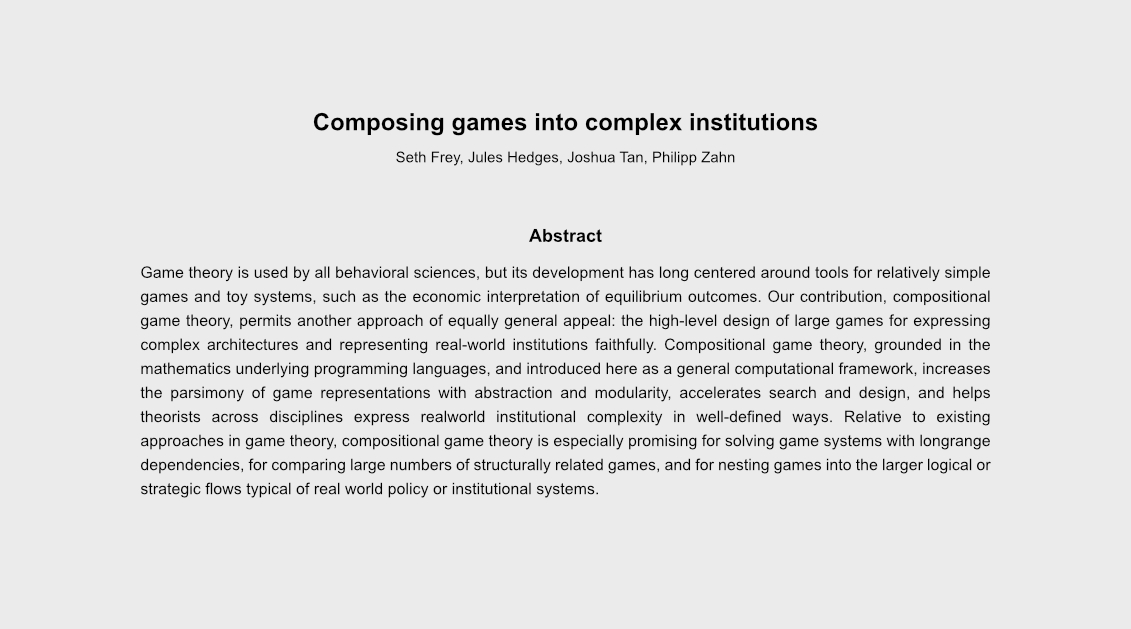 Composing games into complex institutions
Seth Frey, Jules Hedges, Joshua Tan, Philipp Zahn
Abstract
Game theory is used by all behavioral sciences, but its development has long centered around tools for relatively simple
games and toy systems, such as the economic interpretation of equilibrium outcomes. Our contribution, compositional
game theory, permits another approach of equally general appeal: the high-level design of large games for expressing
complex architectures and representing real-world institutions faithfully. Compositional game theory, grounded in the
mathematics underlying programming languages, and introduced here as a general computational framework, increases
the parsimony of game representations with abstraction and modularity, accelerates search and design, and helps
theorists across disciplines express realworld institutional complexity in well-defined ways. Relative to existing
approaches in game theory, compositional game theory is especially promising for solving game systems with longrange
dependencies, for comparing large numbers of structurally related games, and for nesting games into the larger logical or
strategic flows typical of real world policy or institutional systems.